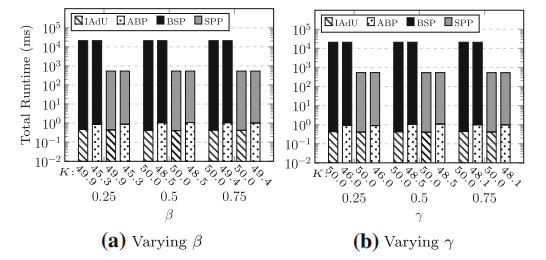 IAdU ABP BSP SPP
Total Runtime (ms)
10^5
10^4
10^3
10^2
10^1
10^0
10^-1
10^-2
K: 49.9 45.3 49.9 45.3 50.0 48.5 50.0 48.5 50.0 49.4 50.0 49.4
0.25 0.5 0.75
β
(a) Varying β
IAdU ABP BSP SPP
10^5
10^4
10^3
10^2
10^1
10^0
10^-1
10^-2
K: 50.0 46.0 50.0 46.0 50.0 48.5 50.0 48.5 50.0 48.1 50.0 48.1
0.25 0.5 0.75
γ
(b) Varying γ